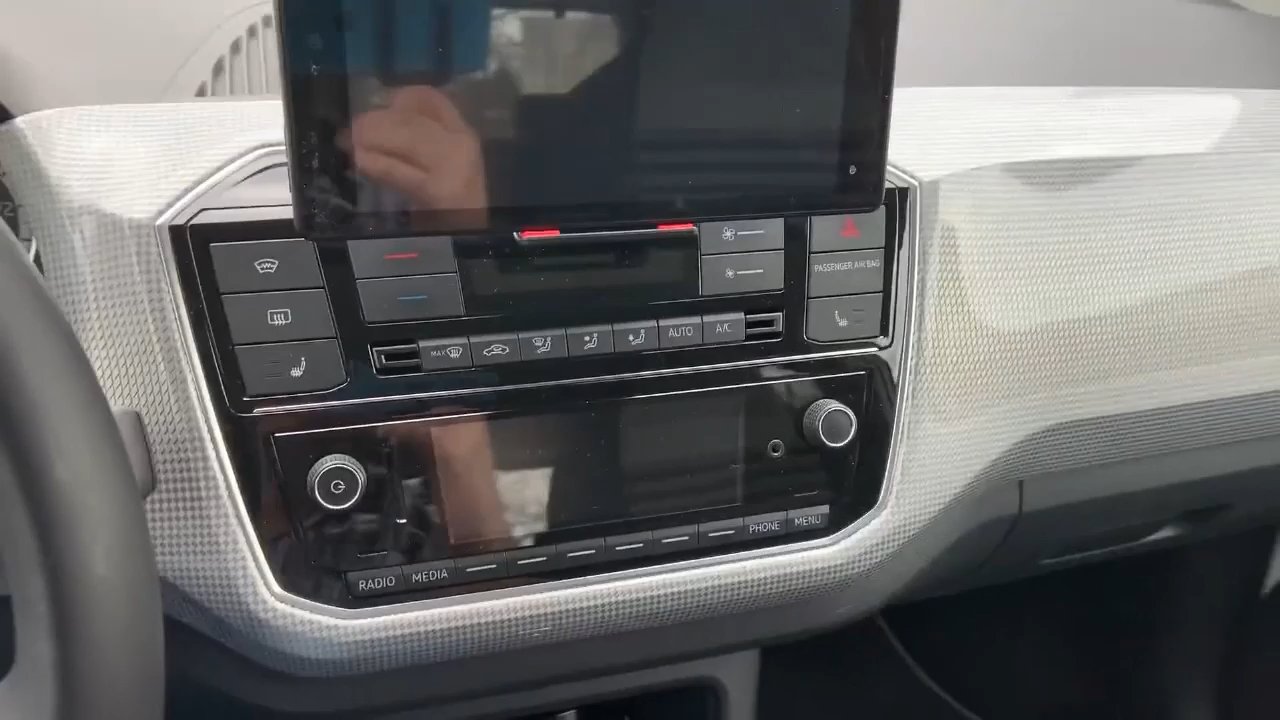 PASSENGER AIR BAG
MAX
AUTO
A/C
RADIO
MEDIA
PHONE
MENU